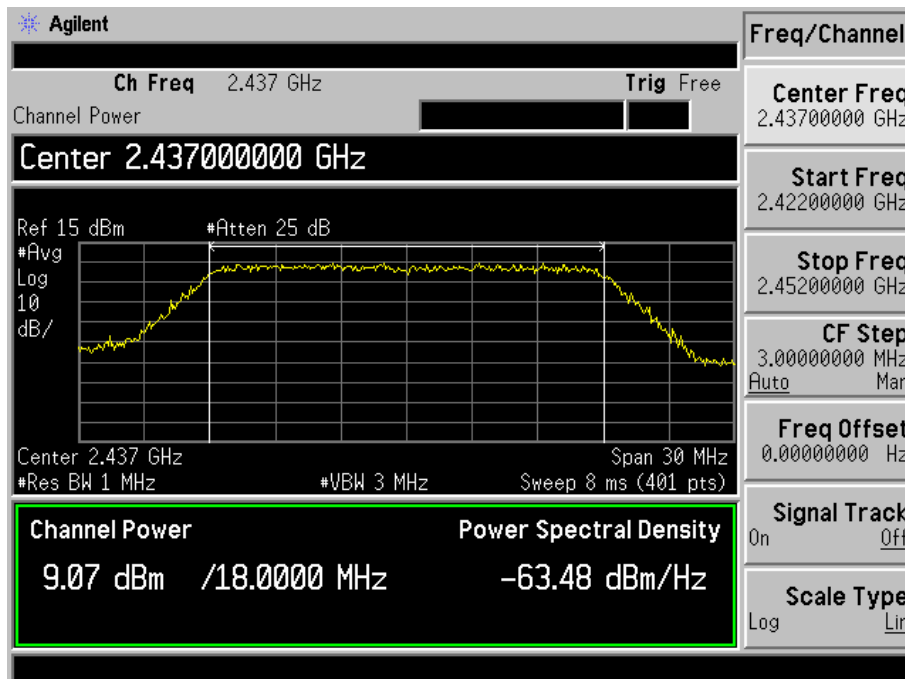 Agilent
Freq/Channel
Ch Freq 2.437 GHz Trig Free
Channel Power
Center 2.437000000 GHz
Ref 15 dBm #Atten 25 dB
#Avg
Log
10
dB/
Center 2.437 GHz Span 30 MHz
#Res BW 1 MHz #VBW 3 MHz Sweep 8 ms (401 pts)
Channel Power Power Spectral Density
9.07 dBm /18.0000 MHz -63.48 dBm/Hz
Center Freq
2.43700000 GHz
Start Freq
2.42200000 GHz
Stop Freq
2.45200000 GHz
CF Step
3.00000000 MHz
Auto Man
Freq Offset
0.00000000 Hz
Signal Track
On Off
Scale Type
Log Lin